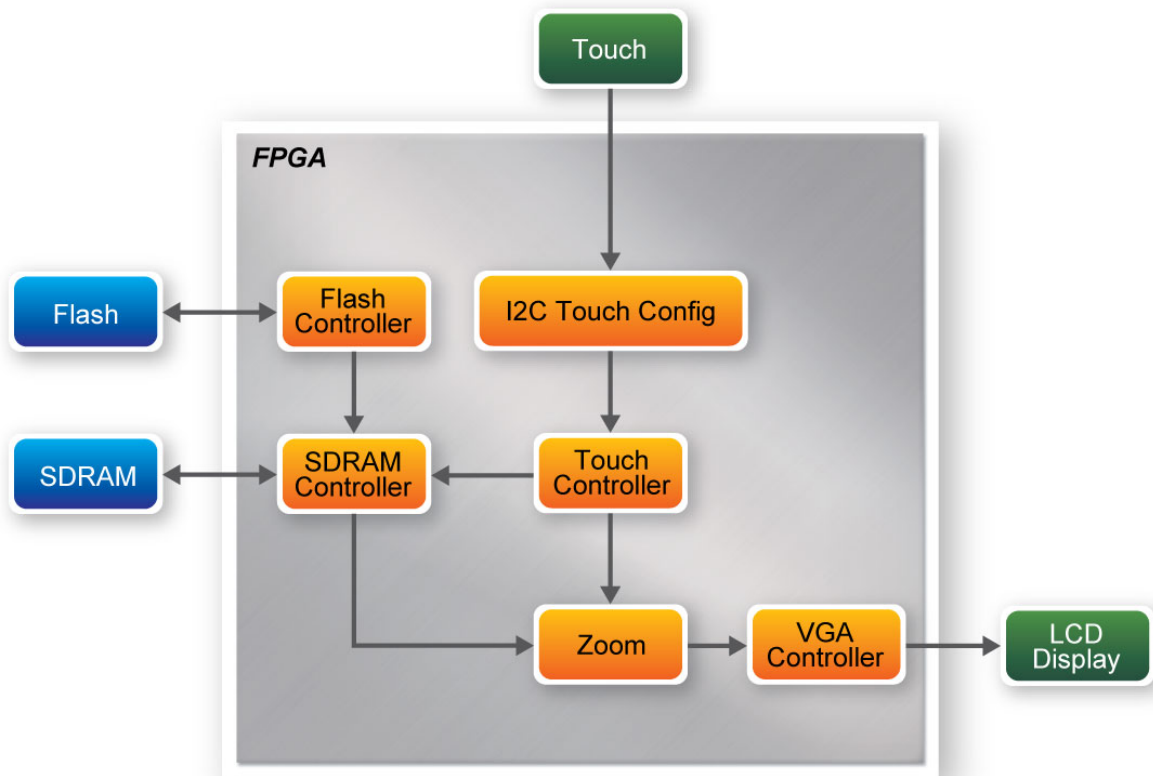 Touch
FPGA
Flash
Flash
Controller
I2C Touch Config
SDRAM
SDRAM
Controller
Touch
Controller
Zoom
VGA
Controller
LCD
Display